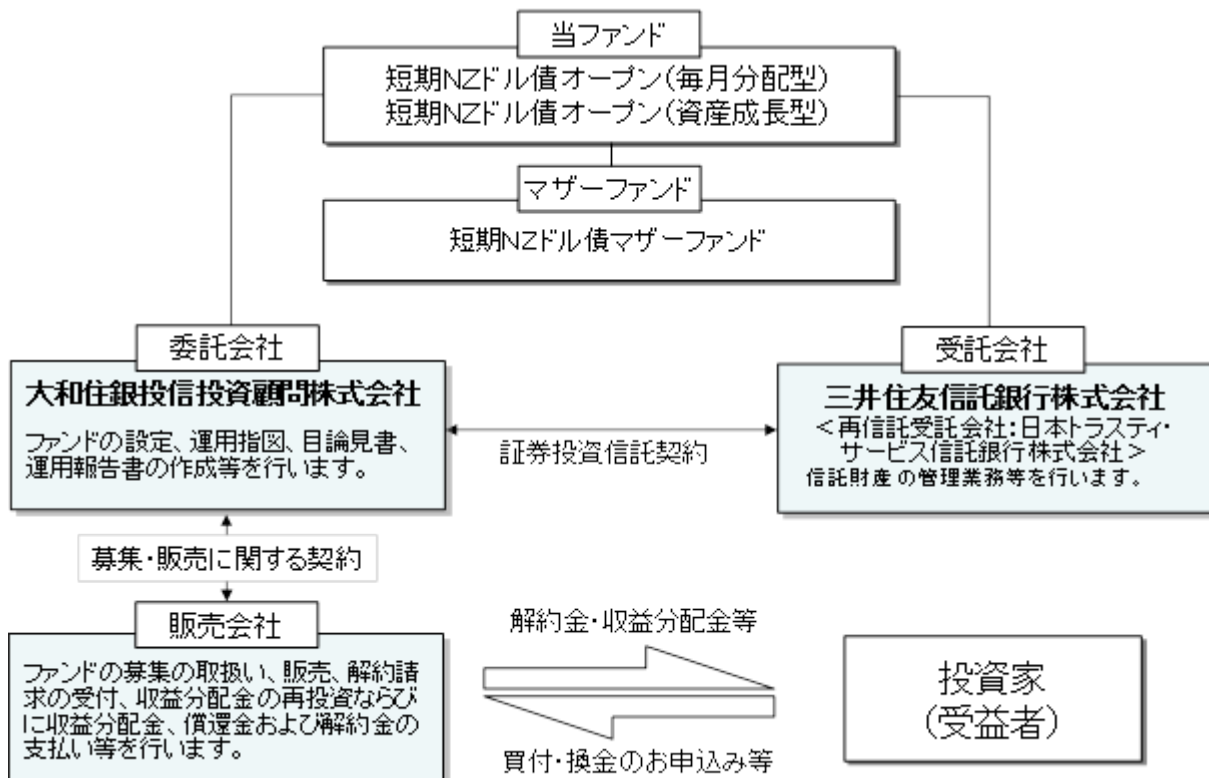 当ファンド
短期NZドル債オープン(毎月分配型)
短期NZドル債オープン(資産成長型)
マザーファンド
短期NZドル債マザーファンド
委託会社
大和住銀投信投資顧問株式会社
ファンドの設定、運用指図、目論見書、
運用報告書の作成等を行います。
証券投資信託契約
受託会社
三井住友信託銀行株式会社
<再信託受託会社:日本トラスティ・
サービス信託銀行株式会社>
信託財産の管理業務等を行います。
募集・販売に関する契約
販売会社
ファンドの募集の取扱い、販売、解約請
求の受付、収益分配金の再投資ならび
に収益分配金、償還金および解約金の
支払い等を行います。
解約金・収益分配金等
買付・換金のお申込み等
投資家
(受益者)